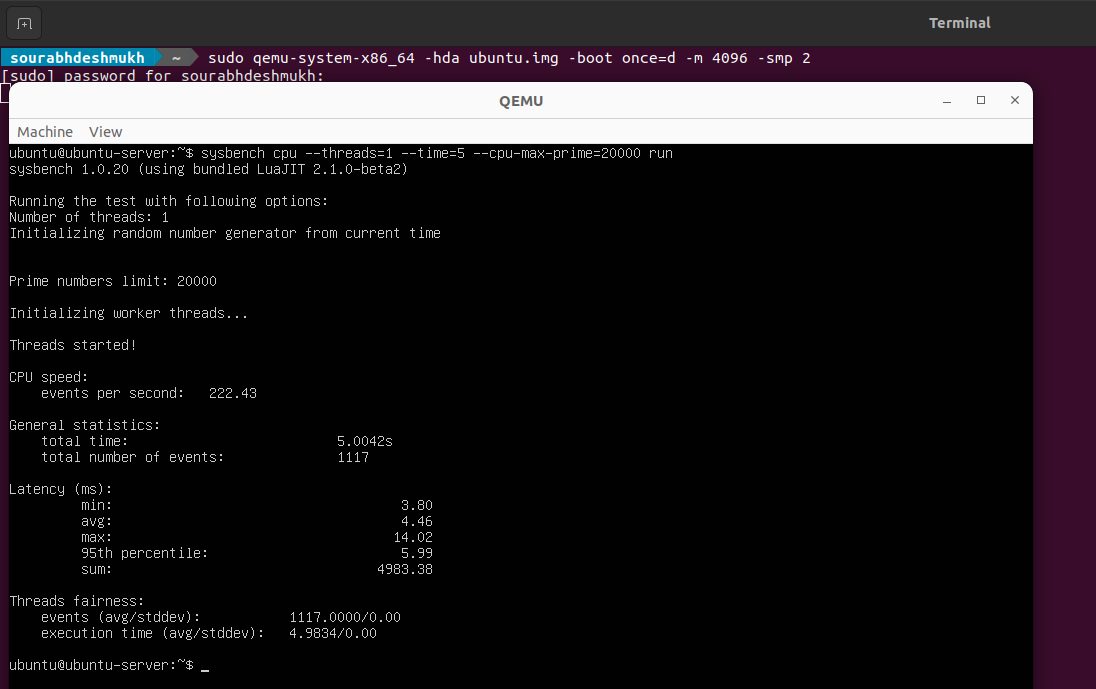 Terminal
sourabhdeshmukh ~ sudo qemu-system-x86_64 -hda ubuntu.img -boot once=d -m 4096 -smp 2
[sudo] password for sourabhdeshmukh:
QEMU
Machine View
ubuntu@ubuntu-server:~$ sysbench cpu --threads=1 --time=5 --cpu-max-prime=20000 run
sysbench 1.0.20 (using bundled LuaJIT 2.1.0-beta2)
Running the test with following options:
Number of threads: 1
Initializing random number generator from current time
Prime numbers limit: 20000
Initializing worker threads...
Threads started!
CPU speed:
events per second: 222.43
General statistics:
total time: 5.0042s
total number of events: 1117
Latency (ms):
min: 3.80
avg: 4.46
max: 14.02
95th percentile: 5.99
sum: 4983.38
Threads fairness:
events (avg/stddev): 1117.0000/0.00
execution time (avg/stddev): 4.9834/0.00
ubuntu@ubuntu-server:~$ _